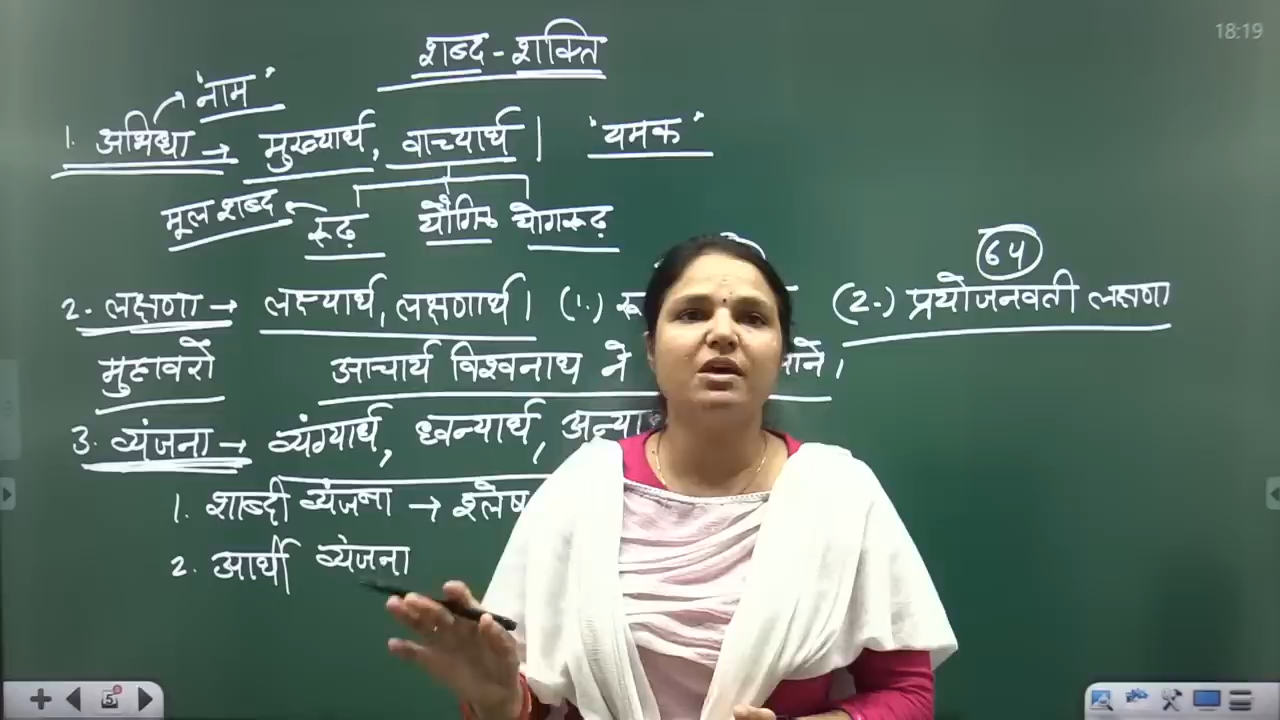 18:19
शब्द - शक्ति
"नाम"
1. अभिधा → मुख्यार्थ, वाच्यार्थ | "यमक"
मूल शब्द ← रूढ़ यौगिक योगरूढ़
64
2. लक्षणा → लक्ष्यार्थ, लक्षणार्थ। (1.) (2.) प्रयोजनवती लक्षणा
मुहावरों आचार्य विश्वनाथ ने माने।
3. व्यंजना → व्यंग्यार्थ, ध्वन्यार्थ,
1. शाब्दी व्यंजना → श्लेष
2. आर्थी व्यंजना
5